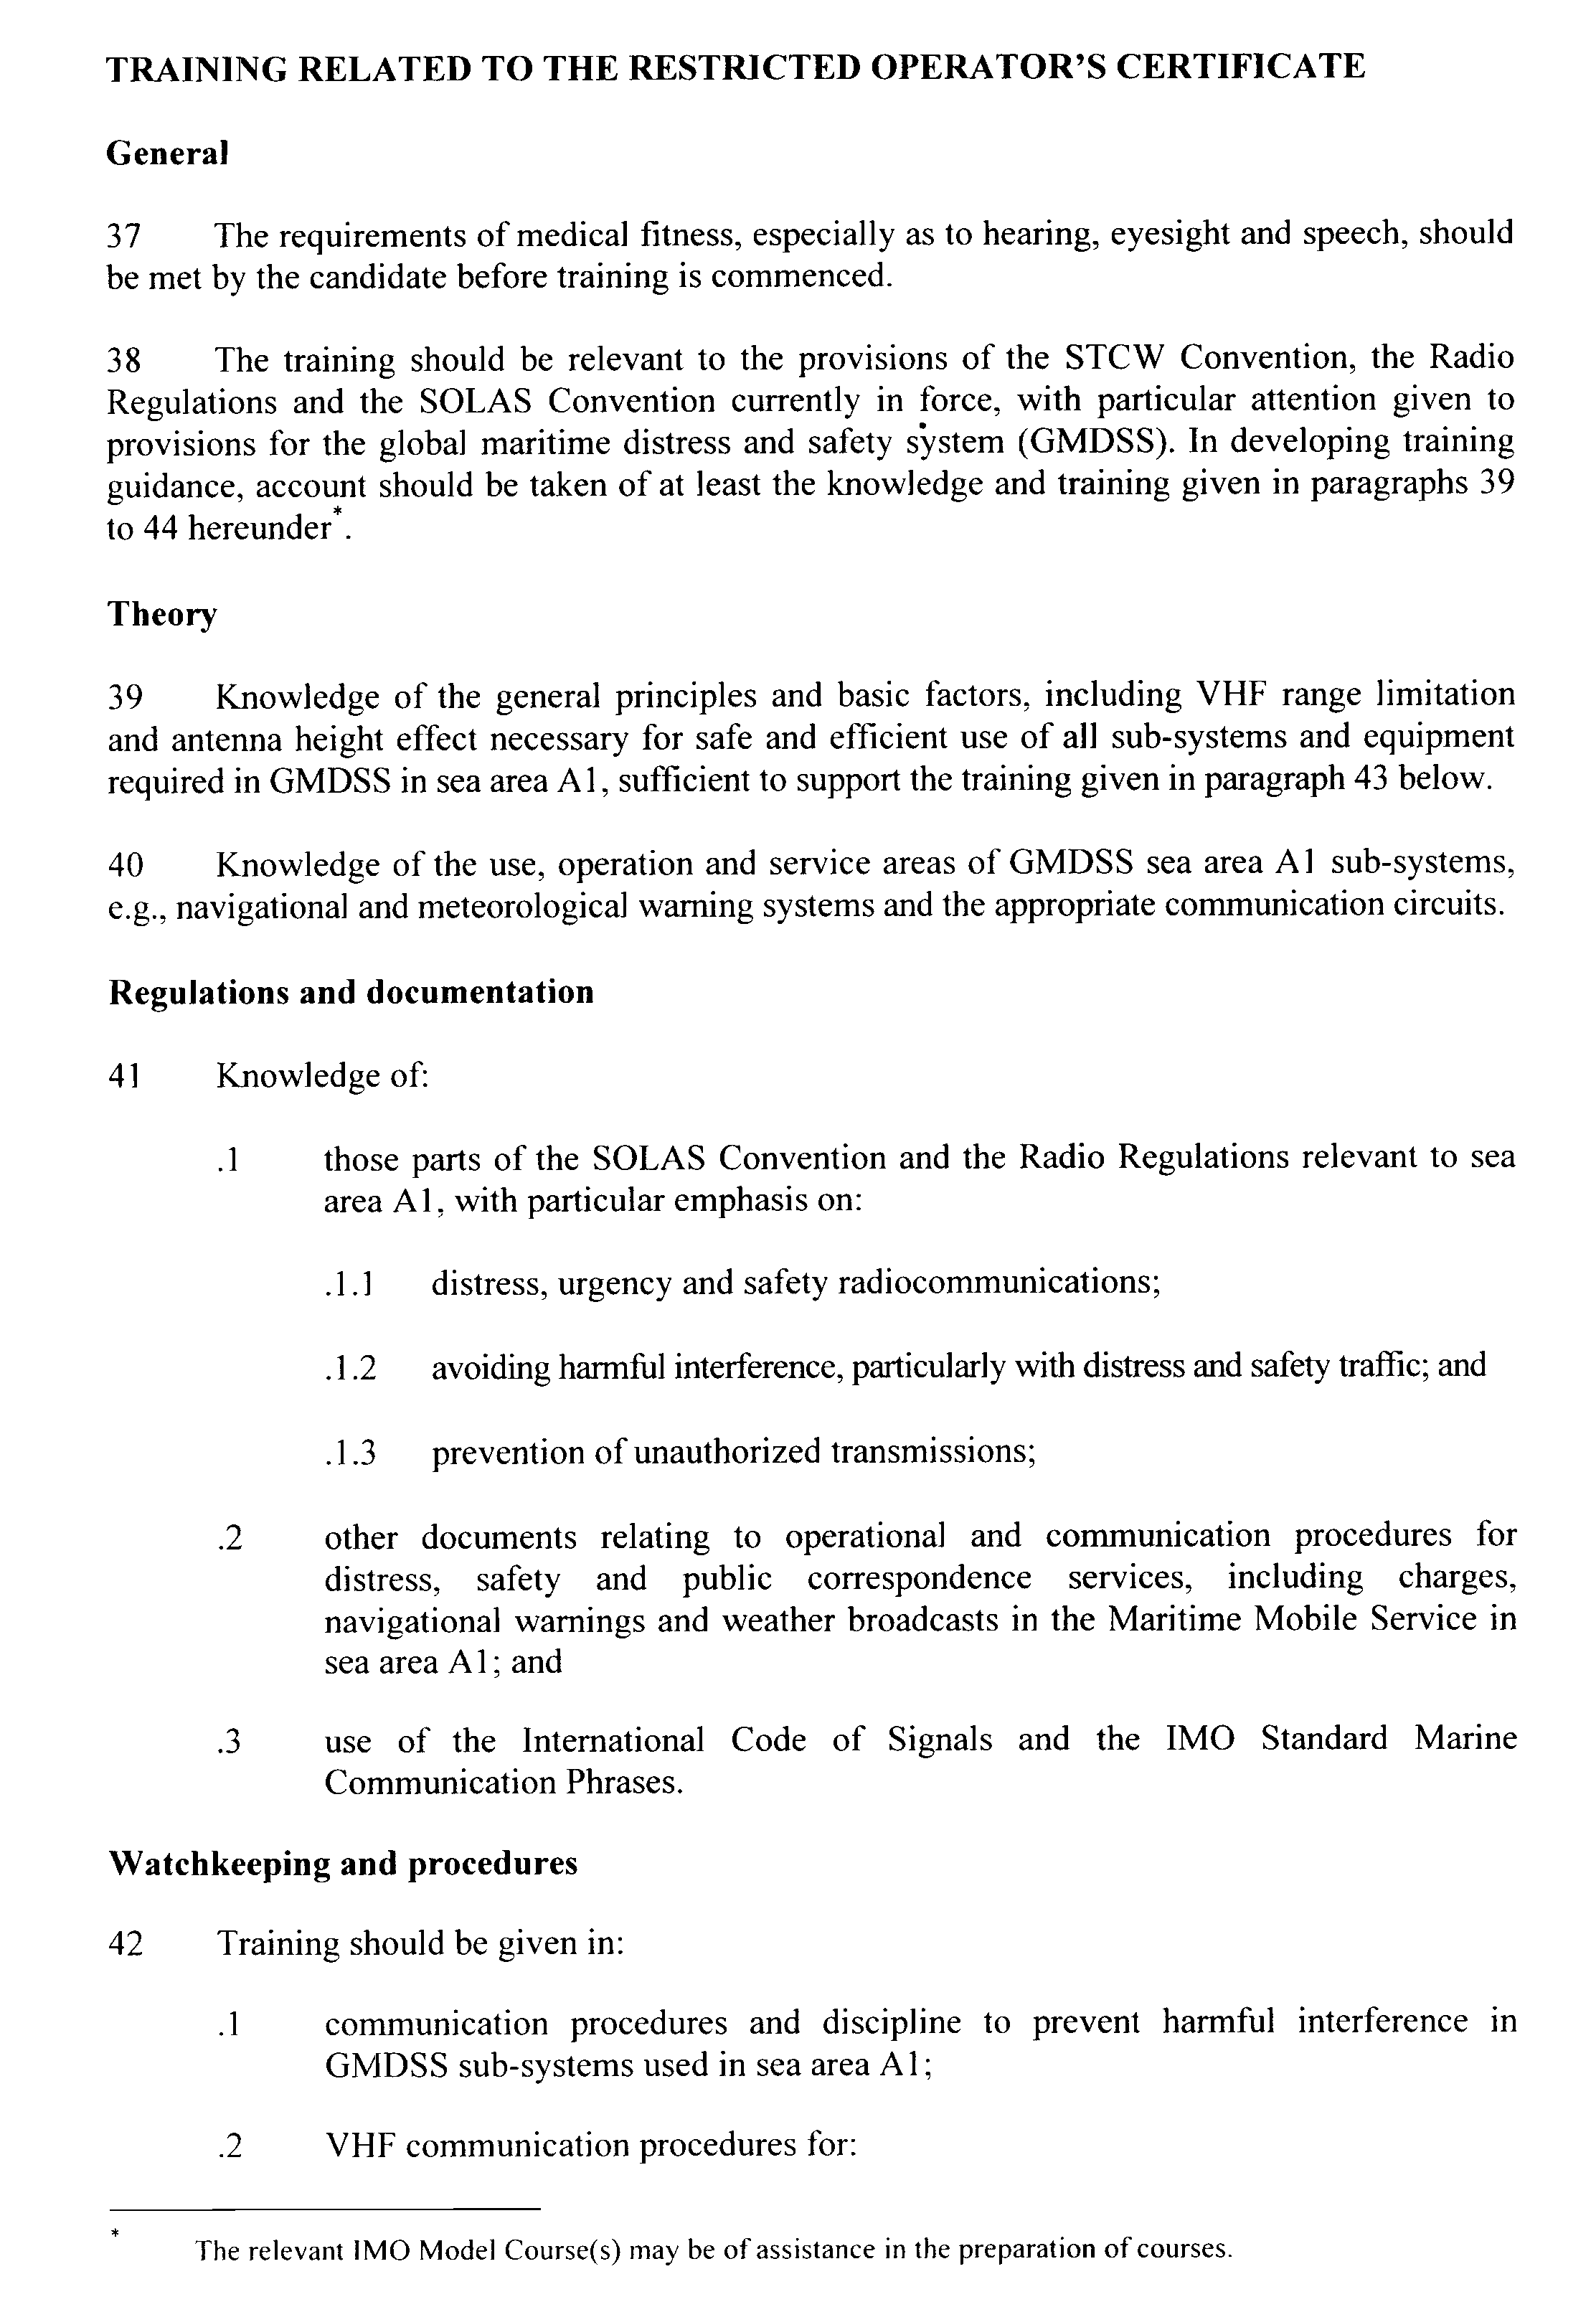 TRAINING RELATED TO THE RESTRICTED OPERATOR'S CERTIFICATE
General
37 The requirements of medical fitness, especially as to hearing, eyesight and speech, should
be met by the candidate before training is commenced.
38 The training should be relevant to the provisions of the STCW Convention, the Radio
Regulations and the SOLAS Convention currently in force, with particular attention given to
provisions for the global maritime distress and safety system (GMDSS). In developing training
guidance, account should be taken of at least the knowledge and training given in paragraphs 39
to 44 hereunder*.
Theory
39 Knowledge of the general principles and basic factors, including VHF range limitation
and antenna height effect necessary for safe and efficient use of all sub-systems and equipment
required in GMDSS in sea area A1, sufficient to support the training given in paragraph 43 below.
40 Knowledge of the use, operation and service areas of GMDSS sea area A1 sub-systems,
e.g., navigational and meteorological warning systems and the appropriate communication circuits.
Regulations and documentation
41 Knowledge of:
.1 those parts of the SOLAS Convention and the Radio Regulations relevant to sea
area A1, with particular emphasis on:
.1.1 distress, urgency and safety radiocommunications;
.1.2 avoiding harmful interference, particularly with distress and safety traffic; and
.1.3 prevention of unauthorized transmissions;
.2 other documents relating to operational and communication procedures for
distress, safety and public correspondence services, including charges,
navigational warnings and weather broadcasts in the Maritime Mobile Service in
sea area A1; and
.3 use of the International Code of Signals and the IMO Standard Marine
Communication Phrases.
Watchkeeping and procedures
42 Training should be given in:
.1 communication procedures and discipline to prevent harmful interference in
GMDSS sub-systems used in sea area A1;
.2 VHF communication procedures for:
* The relevant IMO Model Course(s) may be of assistance in the preparation of courses.